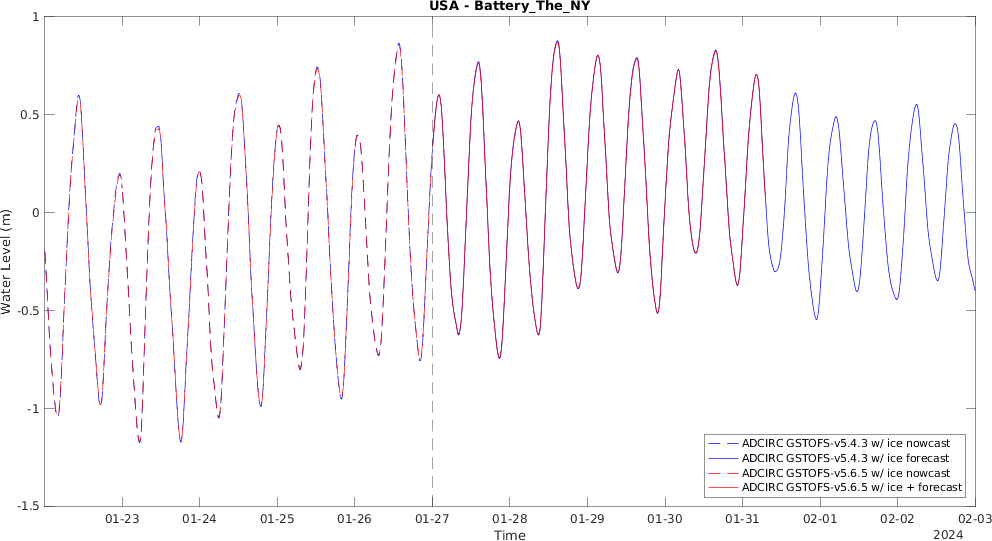 USA - Battery_The_NY
Water Level (m)
1
0.5
0
-0.5
-1
-1.5
ADCIRC GSTOFS-v5.4.3 w/ ice nowcast
ADCIRC GSTOFS-v5.4.3 w/ ice forecast
ADCIRC GSTOFS-v5.6.5 w/ ice nowcast
ADCIRC GSTOFS-v5.6.5 w/ ice + forecast
01-23 01-24 01-25 01-26 01-27 01-28 01-29 01-30 01-31 02-01 02-02 02-03
Time
2024